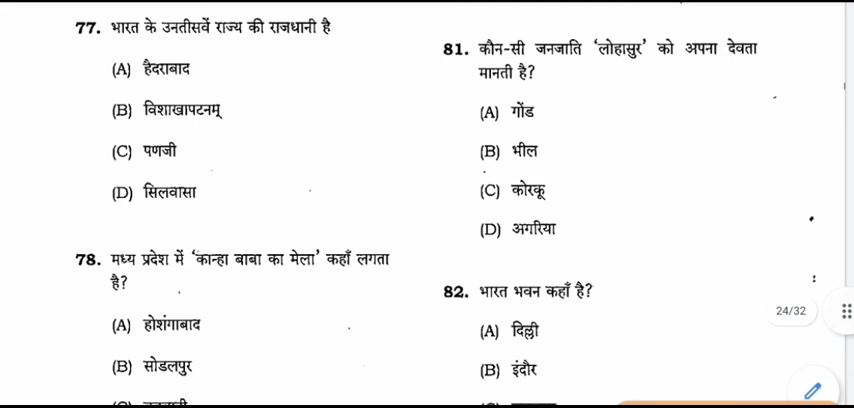 77. भारत के उनतीसवें राज्य की राजधानी है
(A) हैदराबाद
(B) विशाखापटनम्
(C) पणजी
(D) सिलवासा
78. मध्य प्रदेश में ‘कान्हा बाबा का मेला’ कहाँ लगता
है?
(A) होशंगाबाद
(B) सोडलपुर
81. कौन-सी जनजाति ‘लोहासुर’ को अपना देवता
मानती है?
(A) गोंड
(B) भील
(C) कोरकू
(D) अगरिया
82. भारत भवन कहाँ है?
(A) दिल्ली
(B) इंदौर
24/32